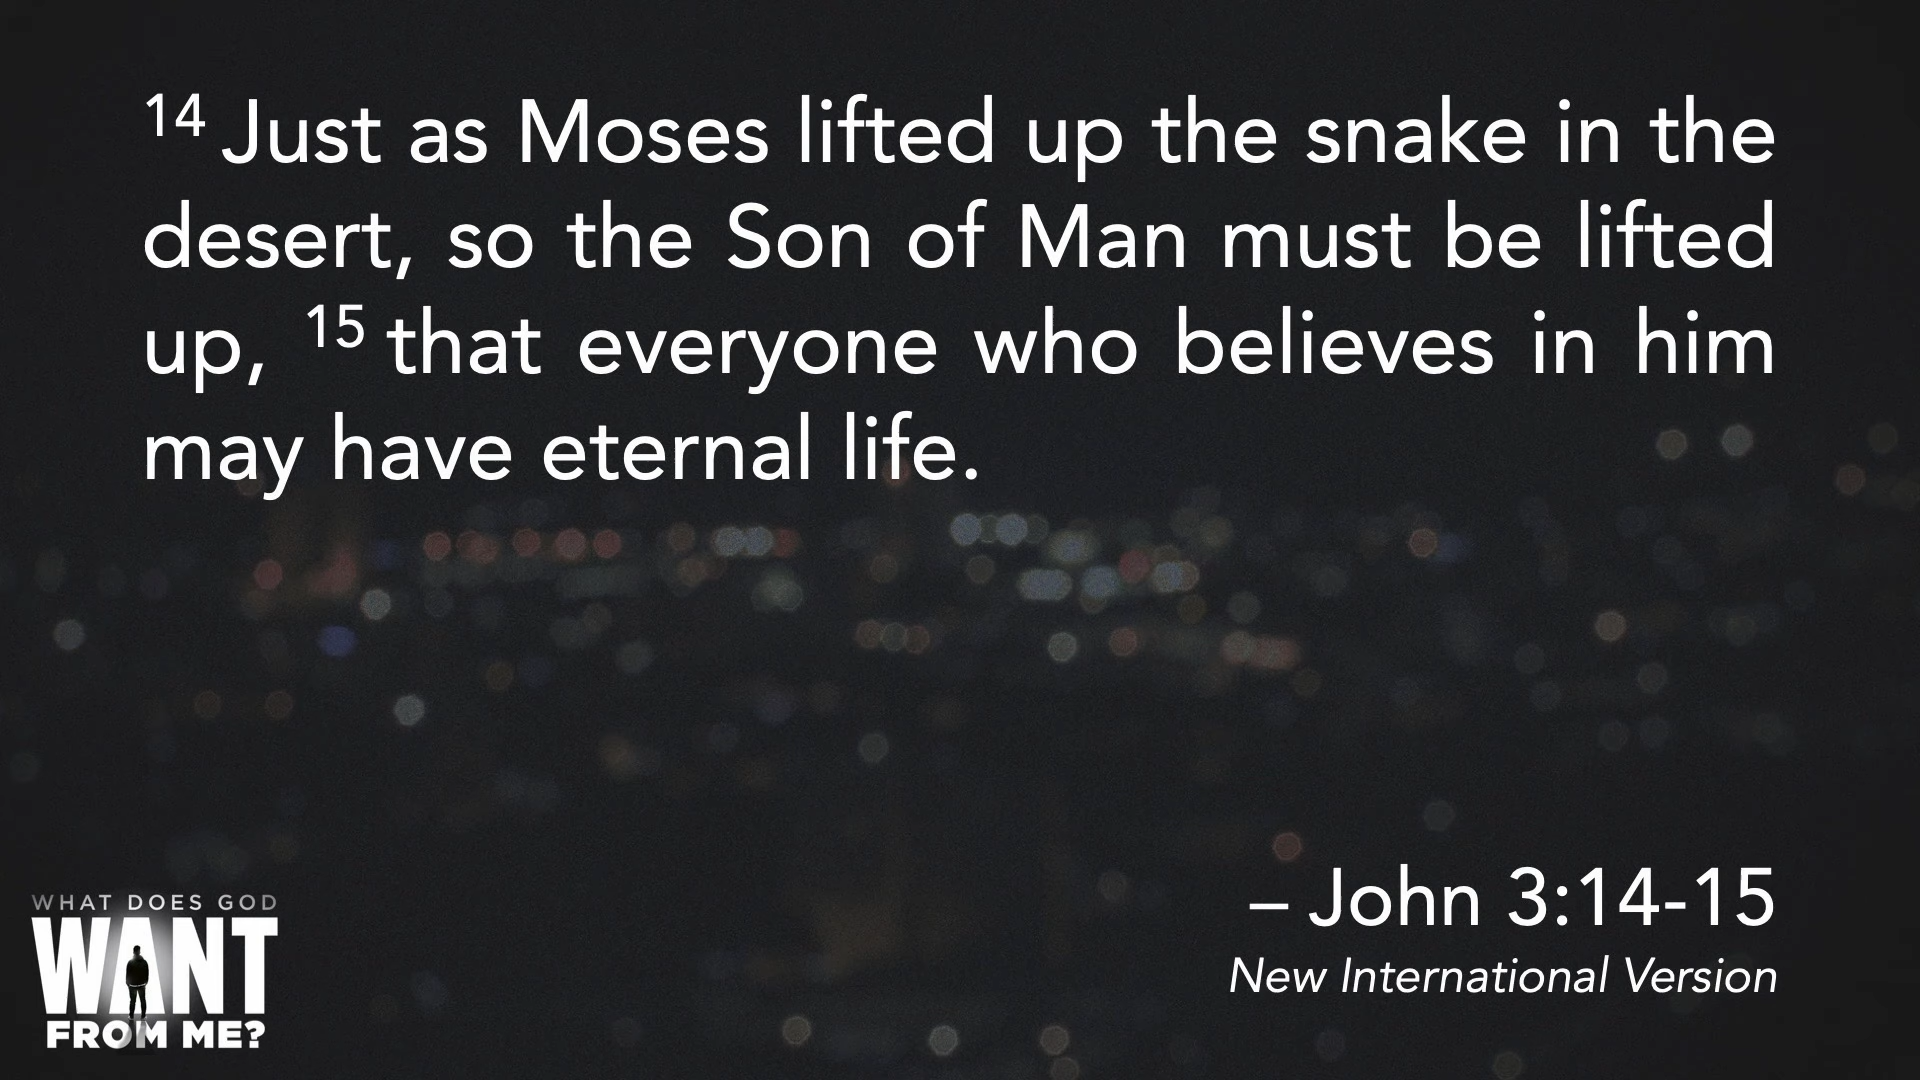 14 Just as Moses lifted up the snake in the
desert, so the Son of Man must be lifted
up, 15 that everyone who believes in him
may have eternal life.
– John 3:14-15
New International Version
WHAT DOES GOD
WANT
FROM ME?